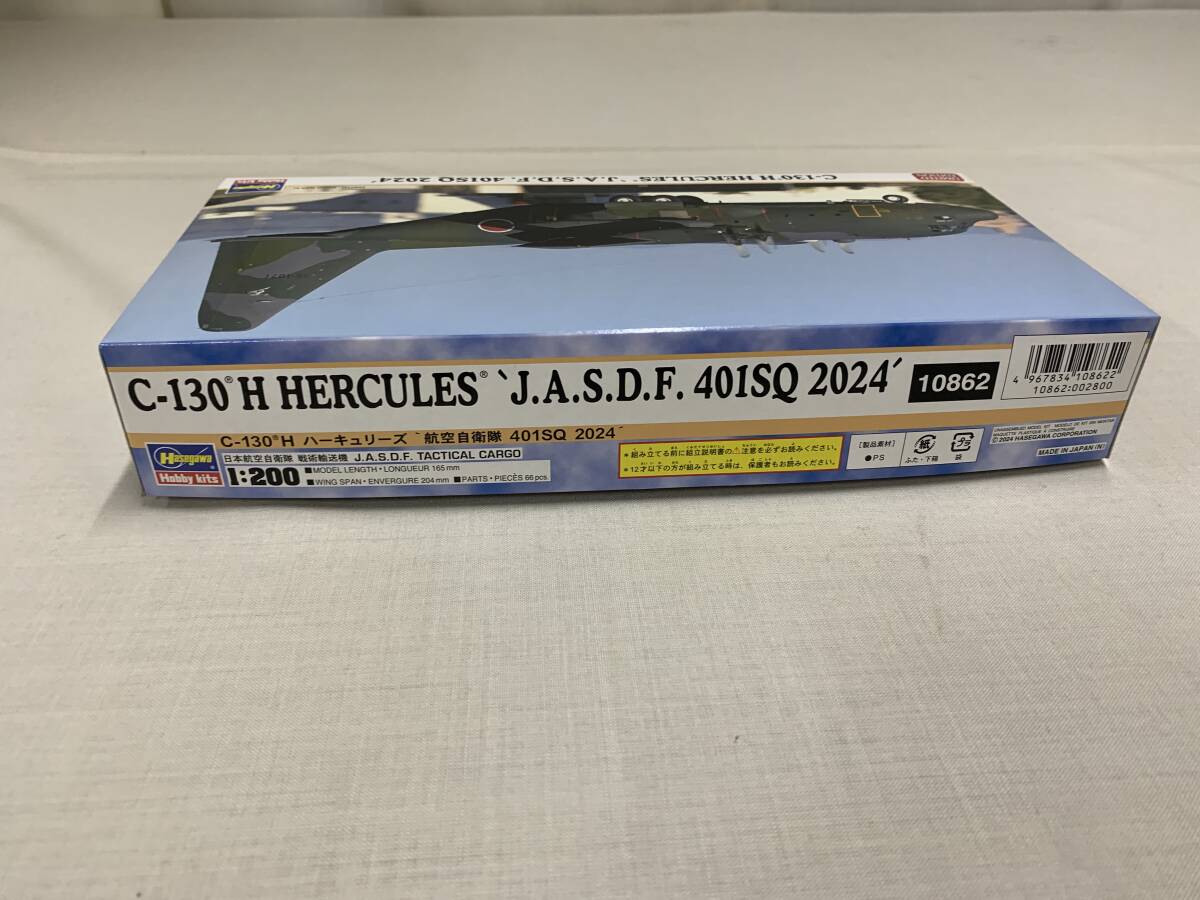 C-130®H HERCULES® `J.A.S.D.F. 401SQ 2024´
Hasegawa
C-130®H HERCULES® `J.A.S.D.F. 401SQ 2024´
10862
4 967834 108622
10862:002800
C-130®H ハーキュリーズ `航空自衛隊 401SQ 2024´
Hasegawa
Hobby kits
日本航空自衛隊 戦術輸送機 J.A.S.D.F. TACTICAL CARGO
1:200
■MODEL LENGTH・LONGUEUR 165 mm
■WING SPAN・ENVERGURE 204 mm ■PARTS・PIECES 66 pcs.
＊組み立てる前に組立説明書の⚠注意を必ずお読みください。
＊12才以下の方が組み立てる時は、保護者もお読みください。
[製品素材]
●PS
紙
ふた・下箱
プラ
袋
©2024 HASEGAWA CORPORATION
MADE IN JAPAN (N)